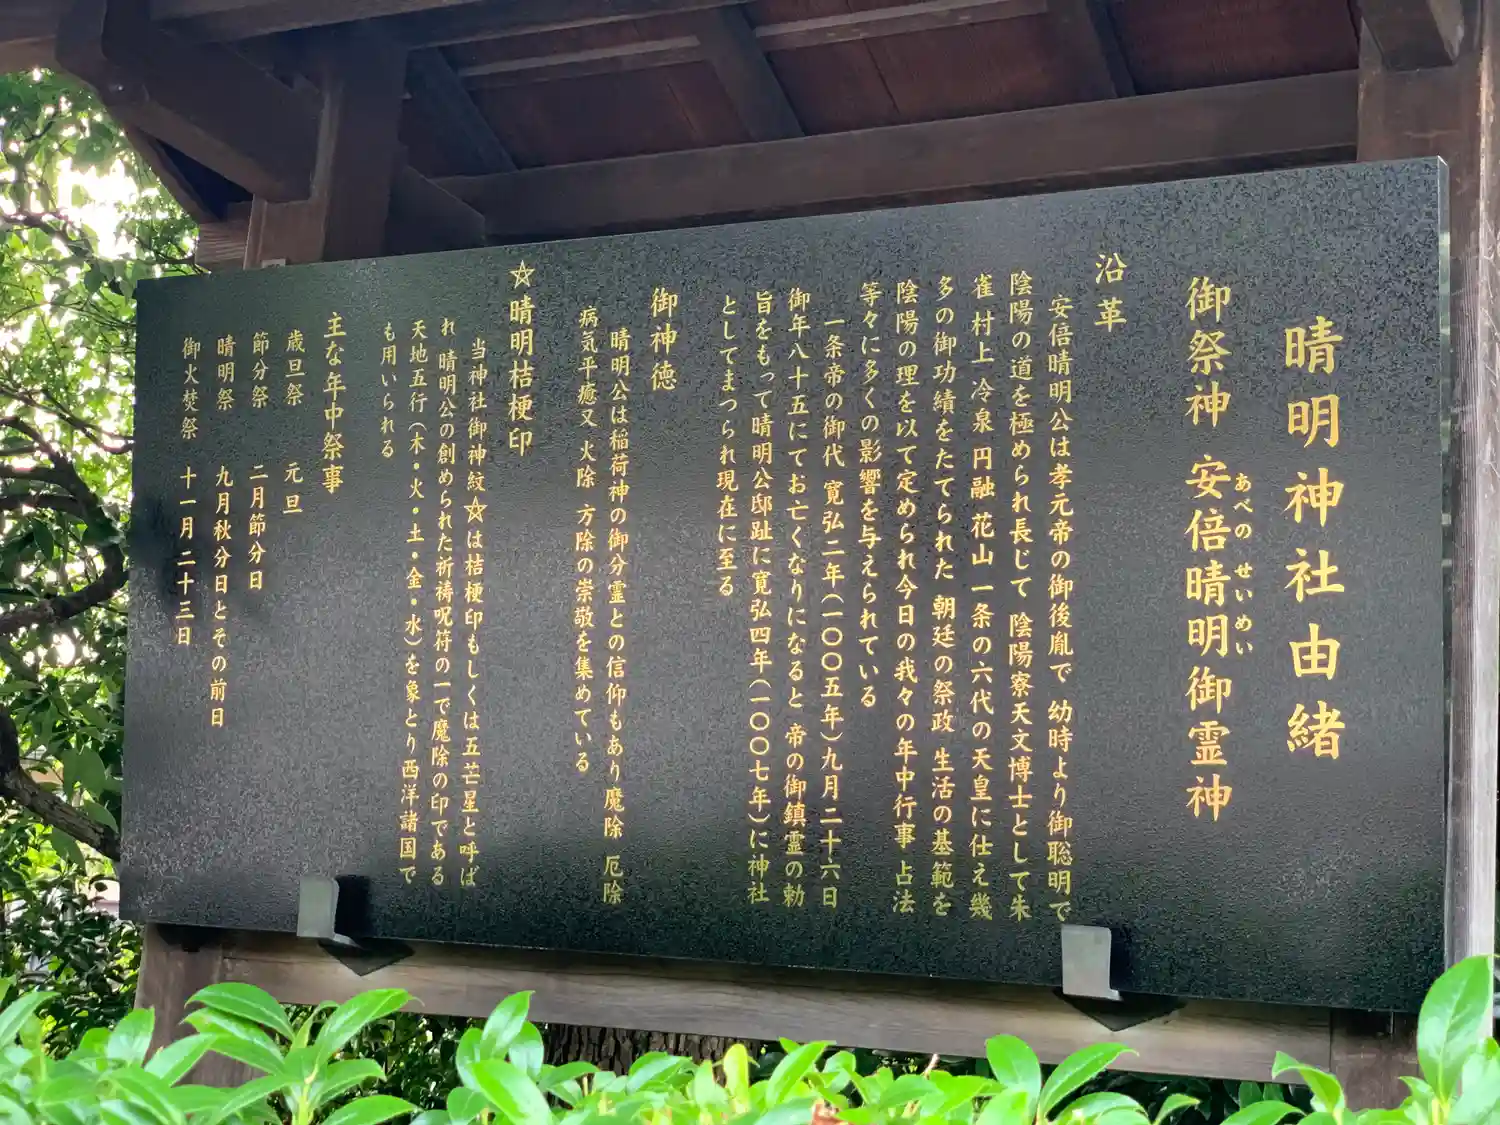 晴明神社由緒
御祭神 安倍晴明御霊神
あべの せいめい
沿革
安倍晴明公は孝元帝の御後胤で 幼時より御聡明で
陰陽の道を極められ長じて 陰陽寮天文博士として朱
雀 村上 冷泉 円融 花山 一条の六代の天皇に仕え幾
多の御功績をたてられた 朝廷の祭政 生活の基範を
陰陽の理を以て定められ今日の我々の年中行事 占法
等々に多くの影響を与えられている
一条帝の御代 寛弘二年(一〇〇五年)九月二十六日
御年八十五にてお亡くなりになると 帝の御鎮霊の勅
旨をもって晴明公邸趾に寛弘四年(一〇〇七年)に神社
としてまつられ現在に至る
御神徳
晴明公は稲荷神の御分霊との信仰もあり魔除 厄除
病気平癒又 火除 方除の崇敬を集めている
☆晴明桔梗印
当神社御神紋☆は桔梗印もしくは五芒星と呼ば
れ 晴明公の創められた祈祷呪符の一で魔除の印である
天地五行(木・火・土・金・水)を象とり西洋諸国で
も用いられる
主な年中祭事
歳旦祭 元旦
節分祭 二月節分日
晴明祭 九月秋分日とその前日
御火焚祭 十一月二十三日